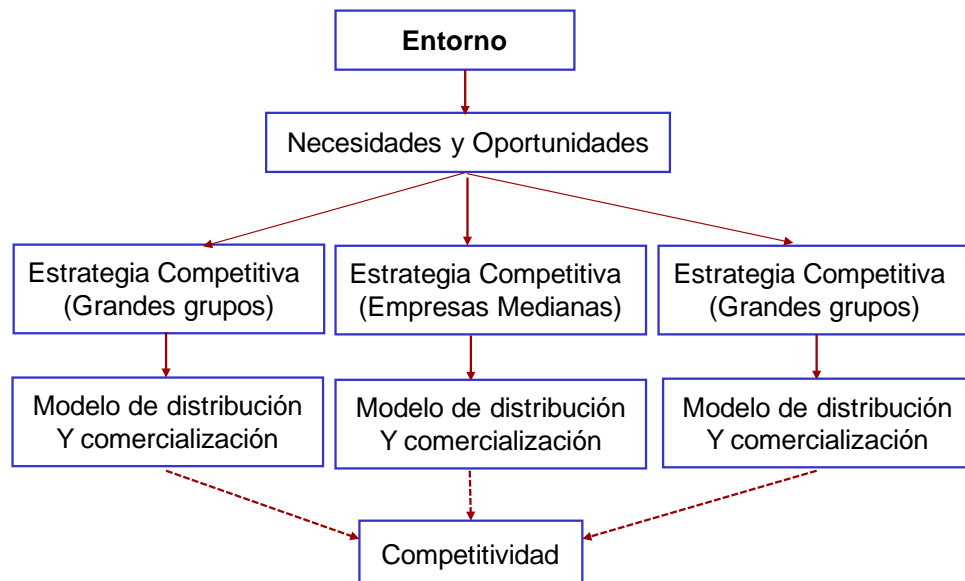 Entorno
Necesidades y Oportunidades
Estrategia Competitiva
(Grandes grupos)
Estrategia Competitiva
(Empresas Medianas)
Estrategia Competitiva
(Grandes grupos)
Modelo de distribución
Y comercialización
Modelo de distribución
Y comercialización
Modelo de distribución
Y comercialización
Competitividad